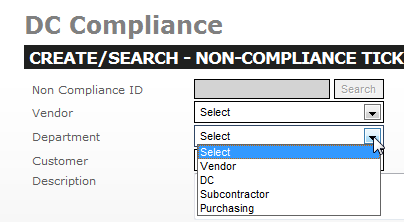 DC Compliance
CREATE/SEARCH - NON-COMPLIANCE TICK
Non Compliance ID Search
Vendor Select
Department Select
Select
Vendor
Customer
DC
Description
Subcontractor
Purchasing